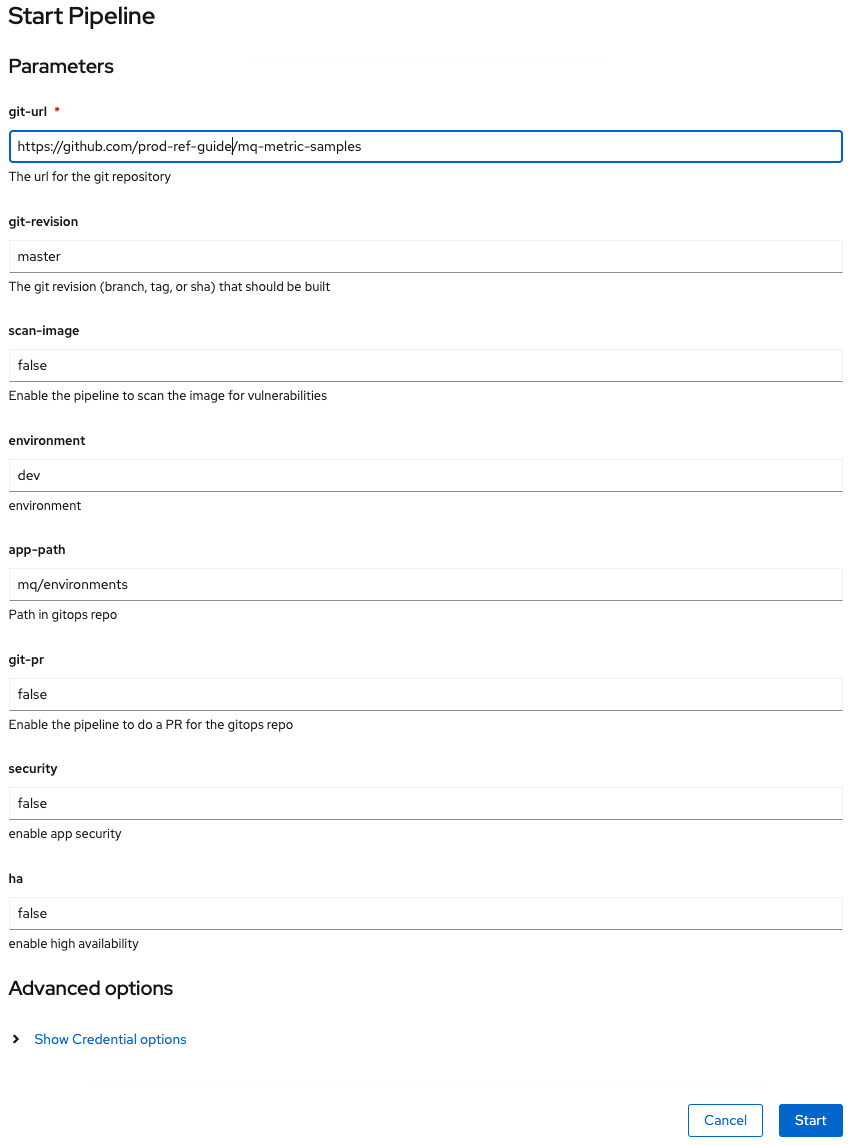 Start Pipeline
Parameters
git-url *
https://github.com/prod-ref-guide/mq-metric-samples
The url for the git repository
git-revision
master
The git revision (branch, tag, or sha) that should be built
scan-image
false
Enable the pipeline to scan the image for vulnerabilities
environment
dev
environment
app-path
mq/environments
Path in gitops repo
git-pr
false
Enable the pipeline to do a PR for the gitops repo
security
false
enable app security
ha
false
enable high availability
Advanced options
Show Credential options
Cancel Start